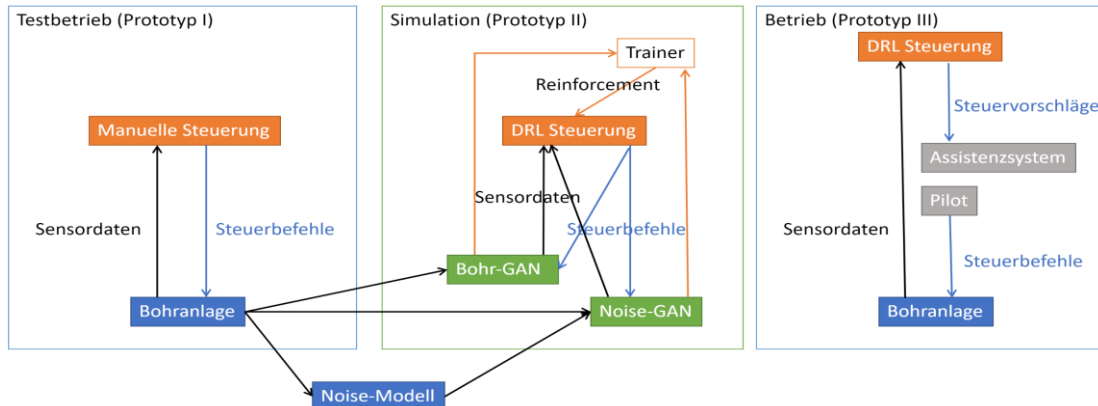 Testbetrieb (Prototyp I)
Manuelle Steuerung
Sensordaten
Steuerbefehle
Bohranlage
Noise-Modell
Simulation (Prototyp II)
Trainer
Reinforcement
DRL Steuerung
Sensordaten
Steuerbefehle
Bohr-GAN
Noise-GAN
Betrieb (Prototyp III)
DRL Steuerung
Steuervorschläge
Assistenzsystem
Pilot
Sensordaten
Steuerbefehle
Bohranlage